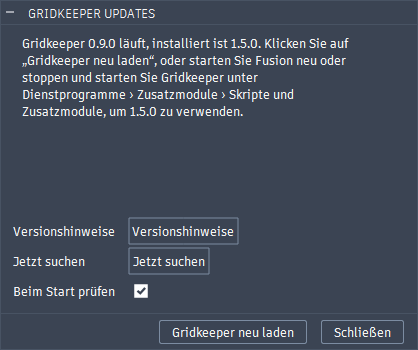 GRIDKEEPER UPDATES
Gridkeeper 0.9.0 läuft, installiert ist 1.5.0. Klicken Sie auf
„Gridkeeper neu laden“, oder starten Sie Fusion neu oder
stoppen und starten Sie Gridkeeper unter
Dienstprogramme › Zusatzmodule › Skripte und
Zusatzmodule, um 1.5.0 zu verwenden.
Versionshinweise Versionshinweise
Jetzt suchen Jetzt suchen
Beim Start prüfen
Gridkeeper neu laden Schließen